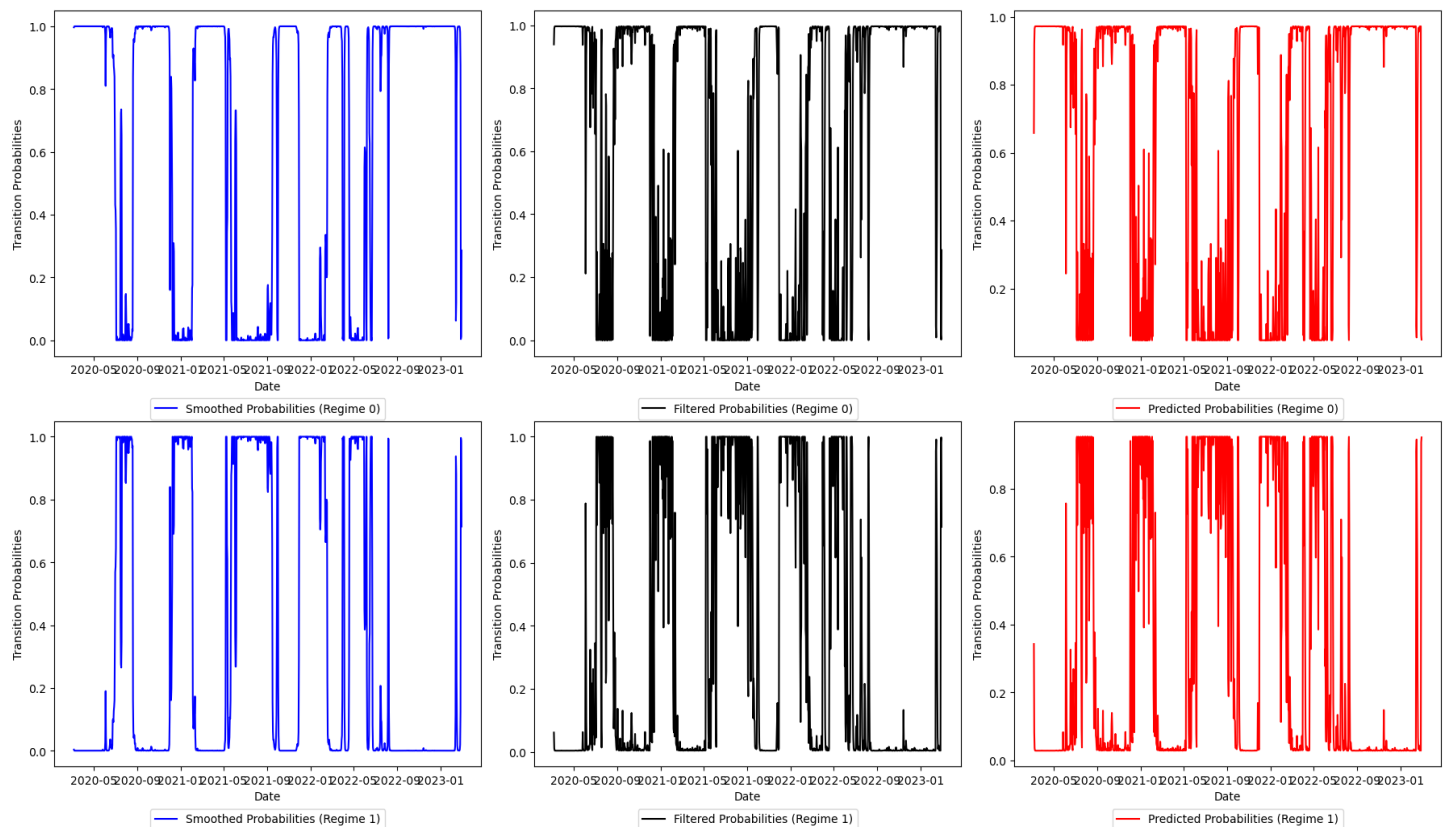 1.0
0.8
0.6
0.4
0.2
0.0
Transition Probabilities
2020-05 2020-09 2021-01 2021-05 2021-09 2022-01 2022-05 2022-09 2023-01
Date
Smoothed Probabilities (Regime 0)
1.0
0.8
0.6
0.4
0.2
0.0
Transition Probabilities
2020-05 2020-09 2021-01 2021-05 2021-09 2022-01 2022-05 2022-09 2023-01
Date
Filtered Probabilities (Regime 0)
1.0
0.8
0.6
0.4
0.2
Transition Probabilities
2020-05 2020-09 2021-01 2021-05 2021-09 2022-01 2022-05 2022-09 2023-01
Date
Predicted Probabilities (Regime 0)
1.0
0.8
0.6
0.4
0.2
0.0
Transition Probabilities
2020-05 2020-09 2021-01 2021-05 2021-09 2022-01 2022-05 2022-09 2023-01
Date
Smoothed Probabilities (Regime 1)
1.0
0.8
0.6
0.4
0.2
0.0
Transition Probabilities
2020-05 2020-09 2021-01 2021-05 2021-09 2022-01 2022-05 2022-09 2023-01
Date
Filtered Probabilities (Regime 1)
0.8
0.6
0.4
0.2
0.0
Transition Probabilities
2020-05 2020-09 2021-01 2021-05 2021-09 2022-01 2022-05 2022-09 2023-01
Date
Predicted Probabilities (Regime 1)